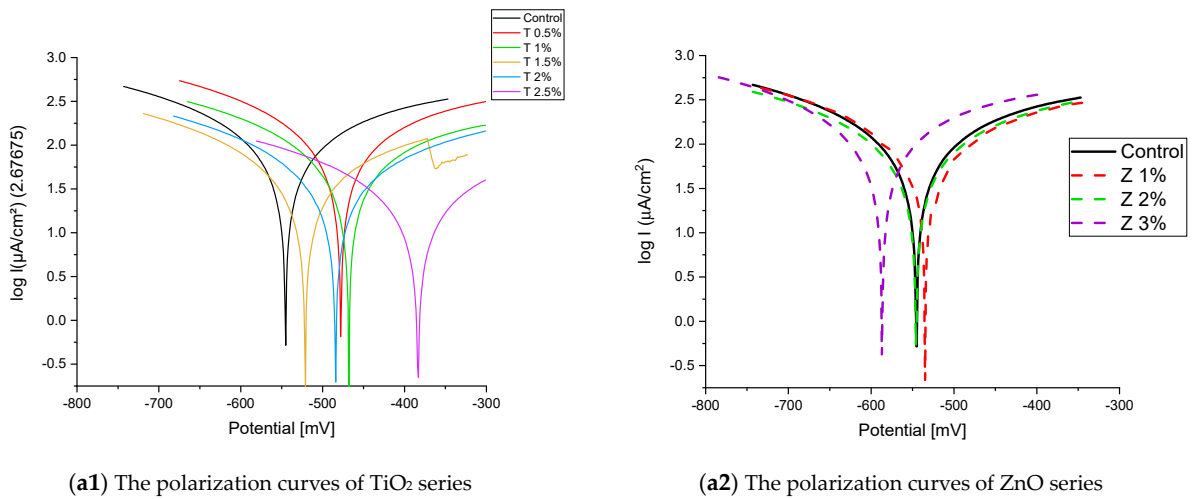 Control
T 0.5%
T 1%
T 1.5%
T 2%
T 2.5%
log I(µA/cm²) (2.67675)
3.0
2.5
2.0
1.5
1.0
0.5
0.0
-0.5
-800 -700 -600 -500 -400 -300
Potential [mV]
(a1) The polarization curves of TiO₂ series
log I (µA/cm²)
3.0
2.5
2.0
1.5
1.0
0.5
0.0
-0.5
Control
Z 1%
Z 2%
Z 3%
-800 -700 -600 -500 -400 -300
Potential [mV]
(a2) The polarization curves of ZnO series